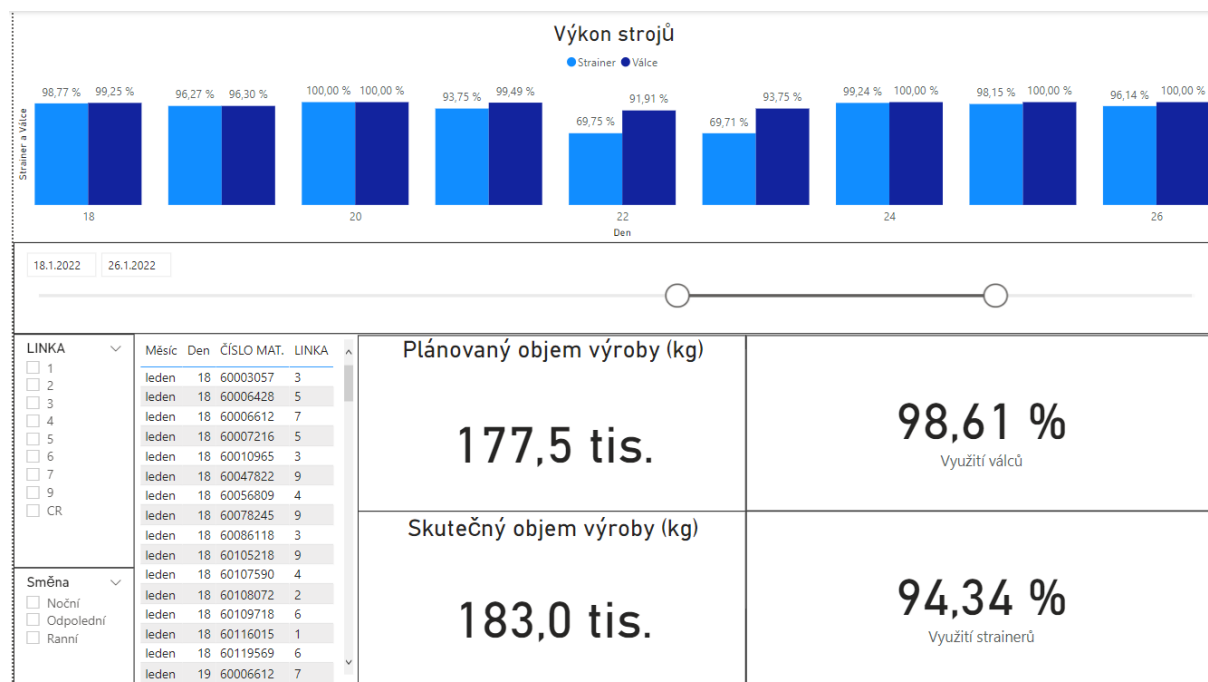 Výkon strojů
Strainer Válce
98,77 % 99,25 % 96,27 % 96,30 % 100,00 % 100,00 % 93,75 % 99,49 % 69,75 % 91,91 % 69,71 % 93,75 % 99,24 % 100,00 % 98,15 % 100,00 % 96,14 % 100,00 %
Strainer a Válce
18 20 22 24 26
Den
18.1.2022 26.1.2022
LINKA
1
2
3
4
5
6
7
9
CR
Směna
Noční
Odpolední
Ranní
Měsíc Den ČÍSLO MAT. LINKA
leden 18 60003057 3
leden 18 60006428 5
leden 18 60006612 7
leden 18 60007216 5
leden 18 60010965 3
leden 18 60047822 9
leden 18 60056809 4
leden 18 60078245 9
leden 18 60086118 3
leden 18 60105218 9
leden 18 60107590 4
leden 18 60108072 2
leden 18 60109718 6
leden 18 60116015 1
leden 18 60119569 6
leden 19 60006612 7
Plánovaný objem výroby (kg)
177,5 tis.
98,61 %
Využití válců
Skutečný objem výroby (kg)
183,0 tis.
94,34 %
Využití strainerů